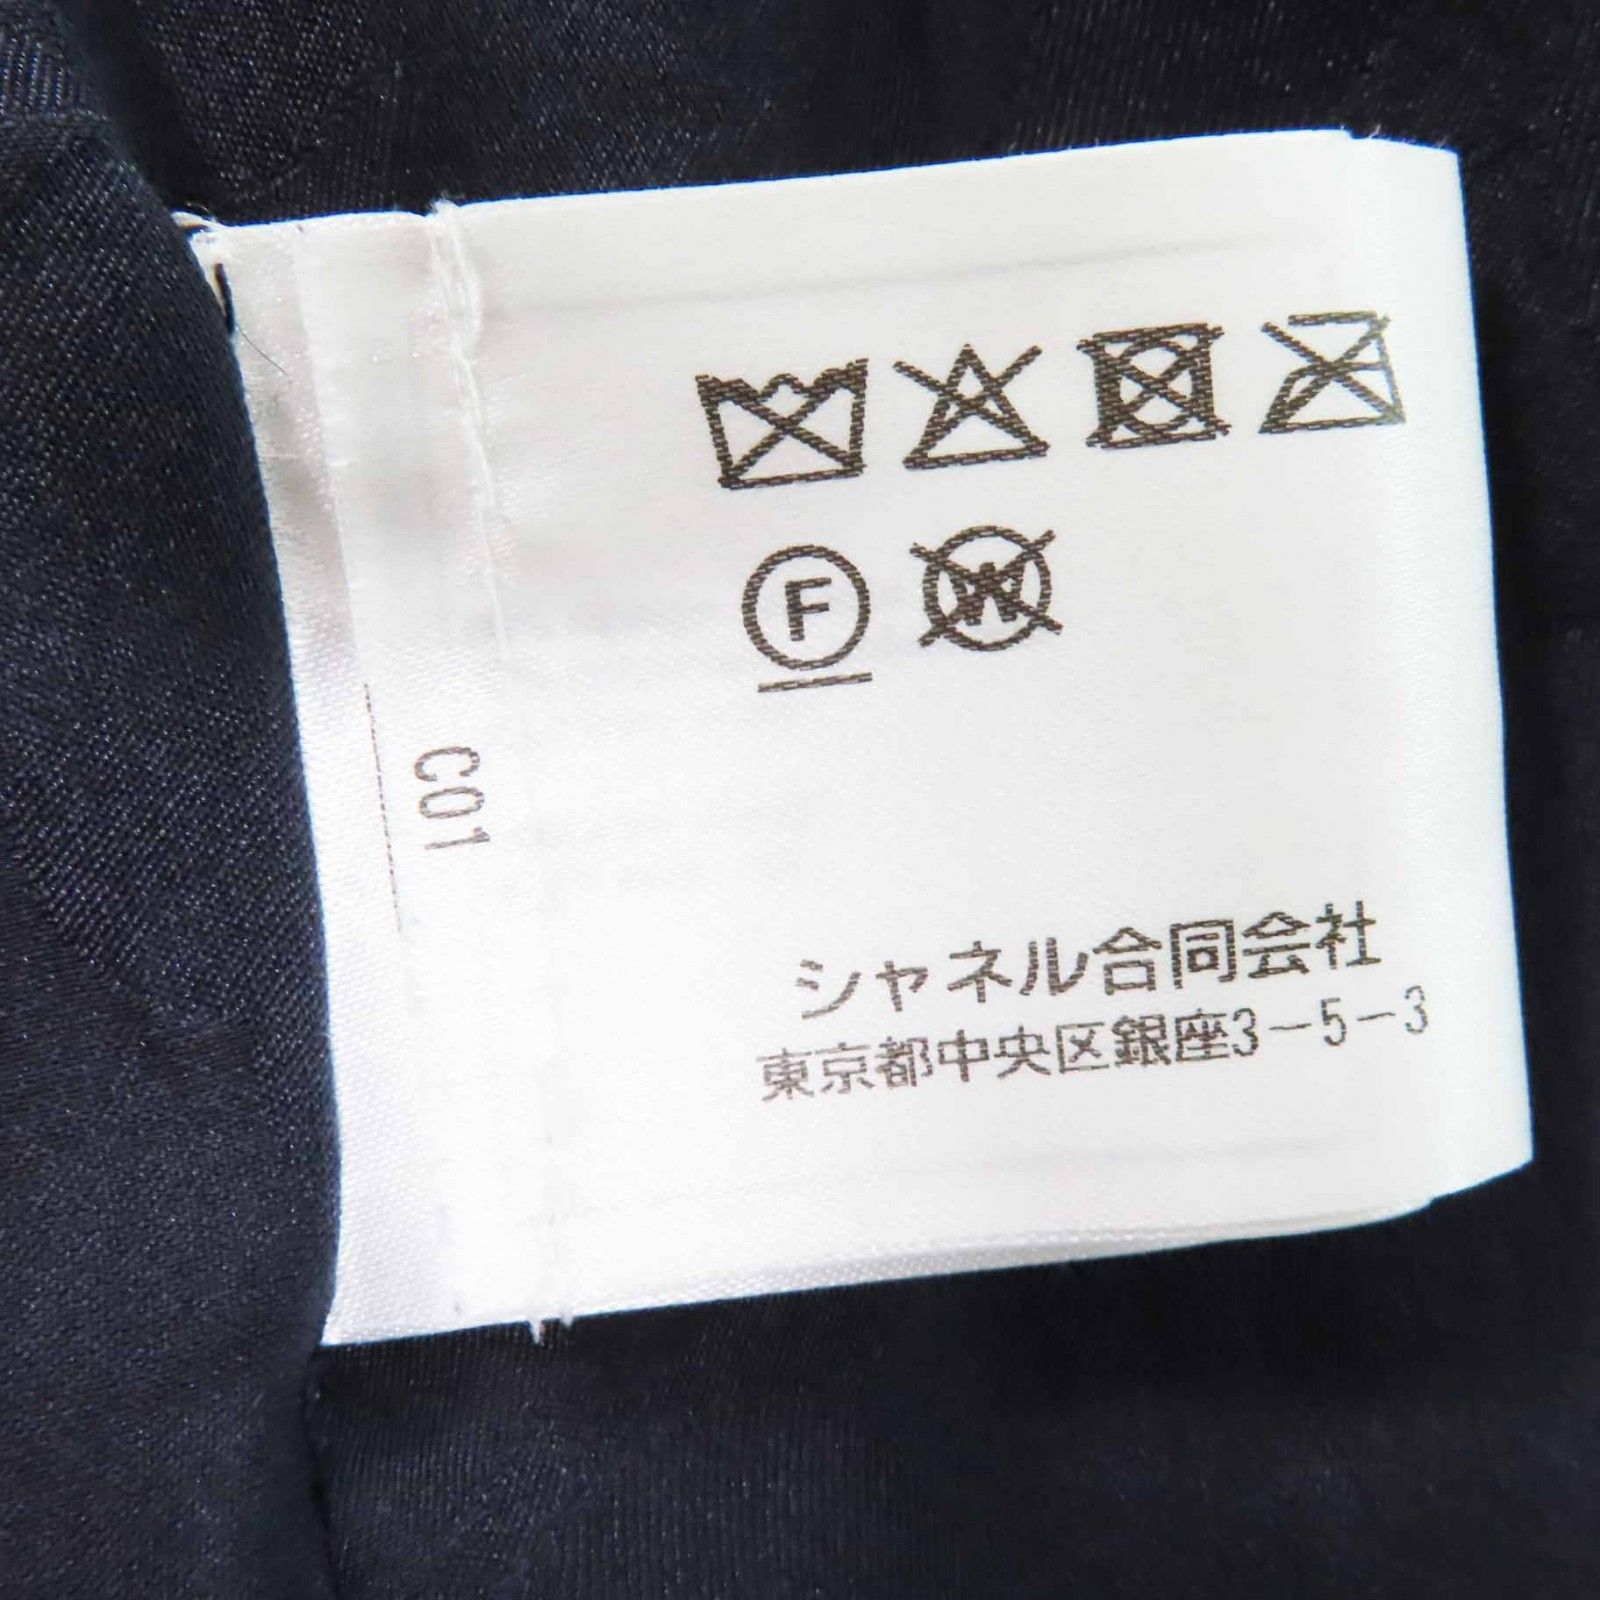 F W
C01
シャネル合同会社
東京都中央区銀座3-5-3